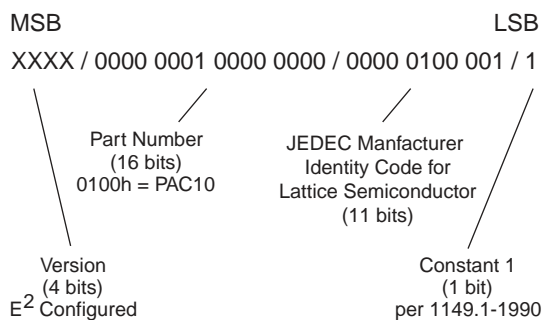 MSB LSB
XXXX / 0000 0001 0000 0000 / 0000 0100 001 / 1
Part Number
(16 bits)
0100h = PAC10
JEDEC Manfacturer
Identity Code for
Lattice Semiconductor
(11 bits)
Version
(4 bits)
E2 Configured
Constant 1
(1 bit)
per 1149.1-1990